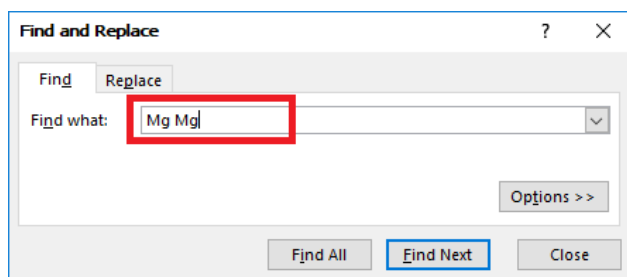 Find and Replace ?
Find Replace
Find what: Mg Mg
Options >>
Find All Find Next Close